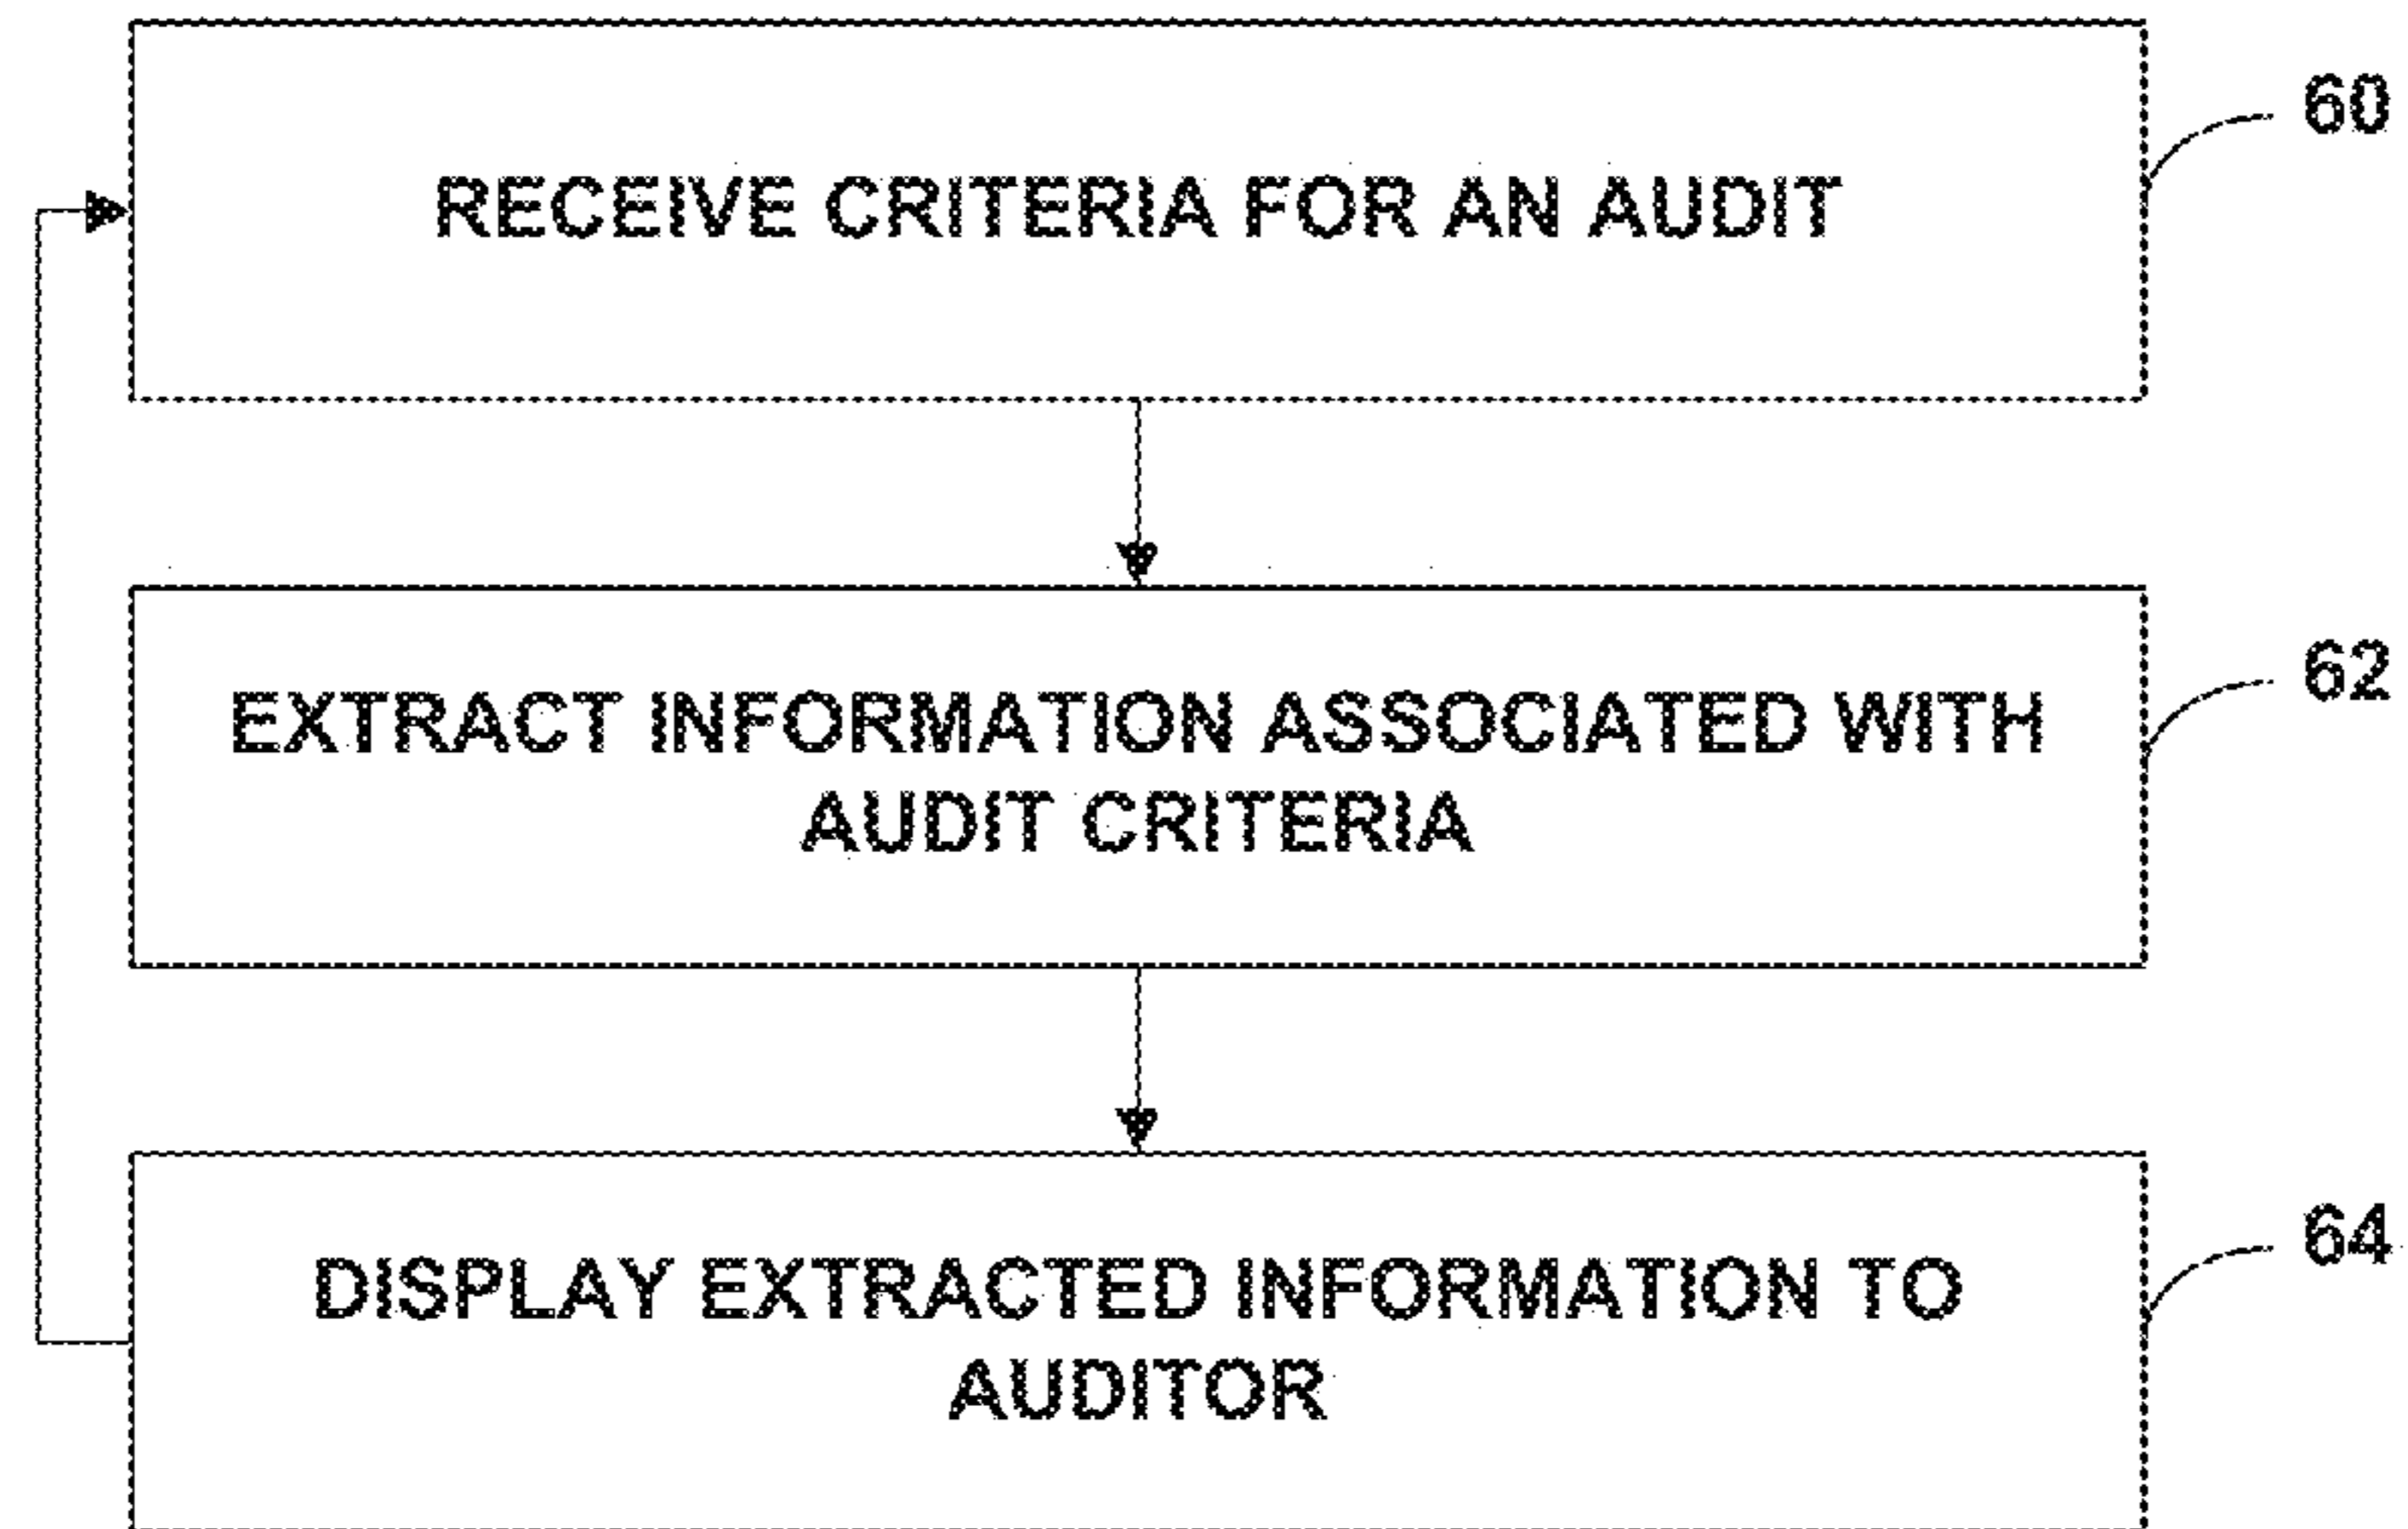 RECEIVE CRITERIA FOR AN AUDIT
60
EXTRACT INFORMATION ASSOCIATED WITH
AUDIT CRITERIA
62
DISPLAY EXTRACTED INFORMATION TO
AUDITOR
64